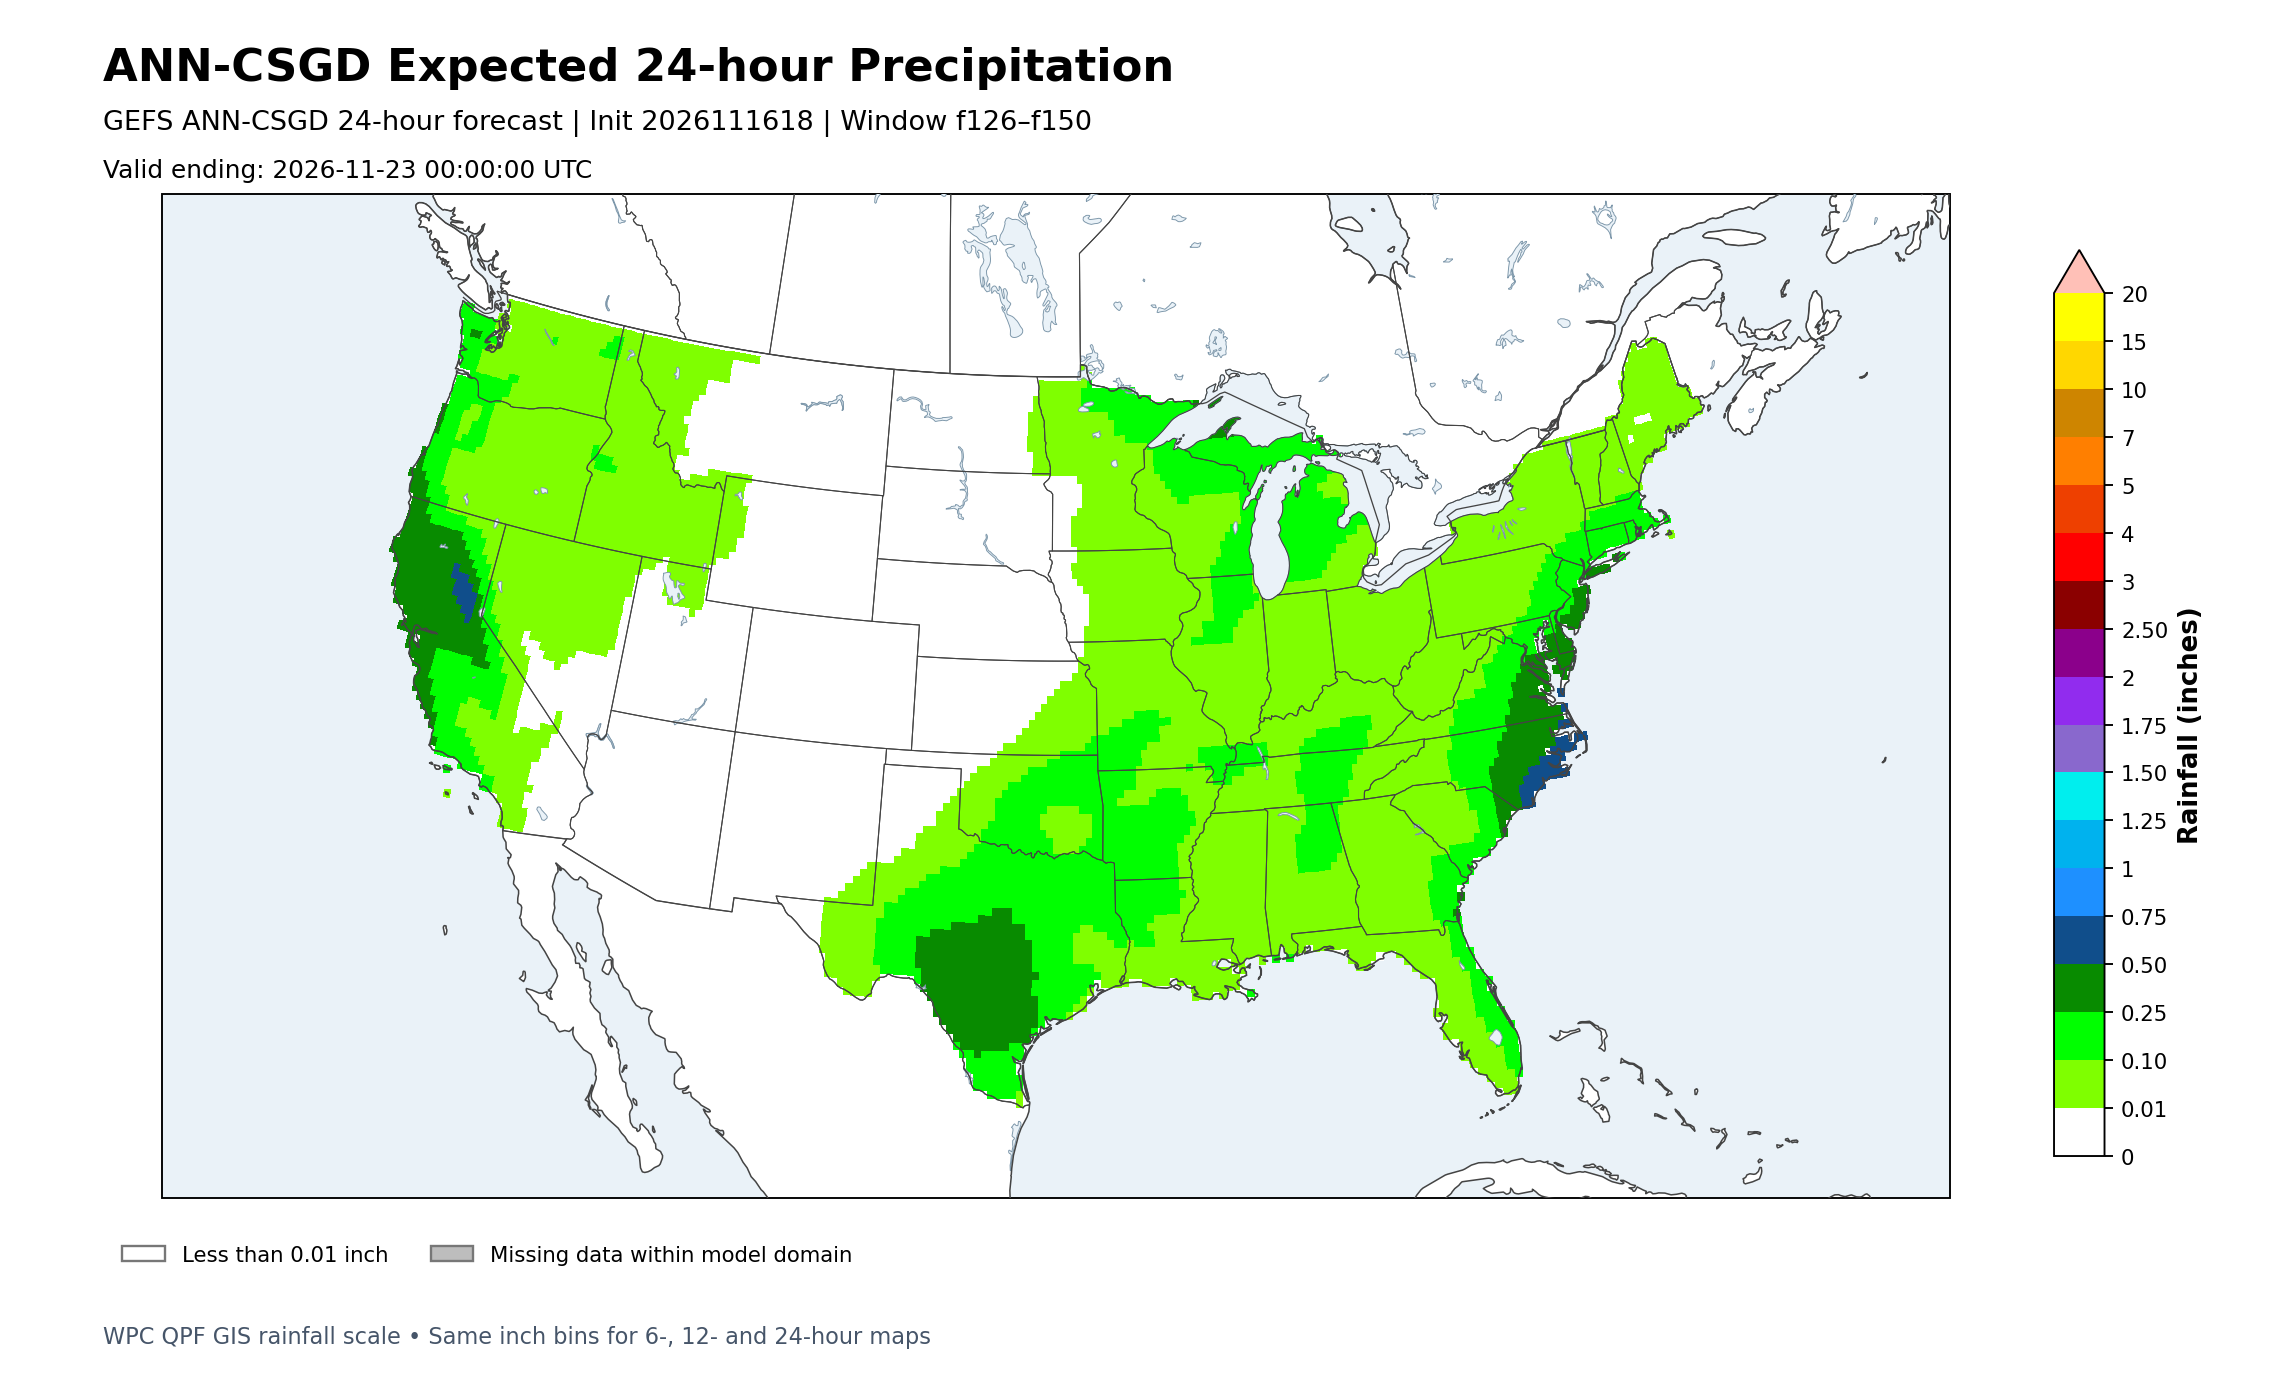 ANN-CSGD Expected 24-hour Precipitation
GEFS ANN-CSGD 24-hour forecast | Init 2026111618 | Window f126–f150
Valid ending: 2026-11-23 00:00:00 UTC
20
15
10
7
5
4
3
2.50
2
1.75
1.50
1.25
1
0.75
0.50
0.25
0.10
0.01
0
Rainfall (inches)
Less than 0.01 inch
Missing data within model domain
WPC QPF GIS rainfall scale • Same inch bins for 6-, 12- and 24-hour maps